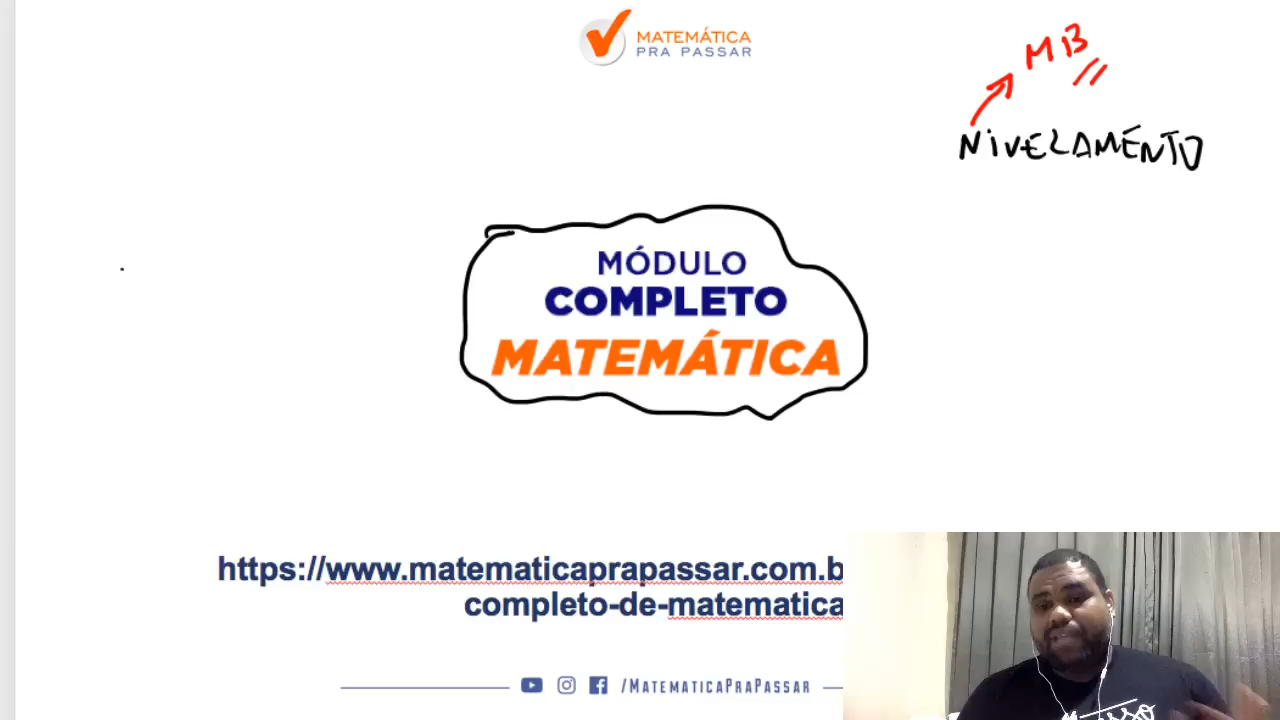 MATEMÁTICA
PRA PASSAR
MB
NIVELAMENTO
MÓDULO
COMPLETO
MATEMÁTICA
https://www.matematicaprapassar.com.b
completo-de-matematica
/MATEMATICAPRAPASSAR